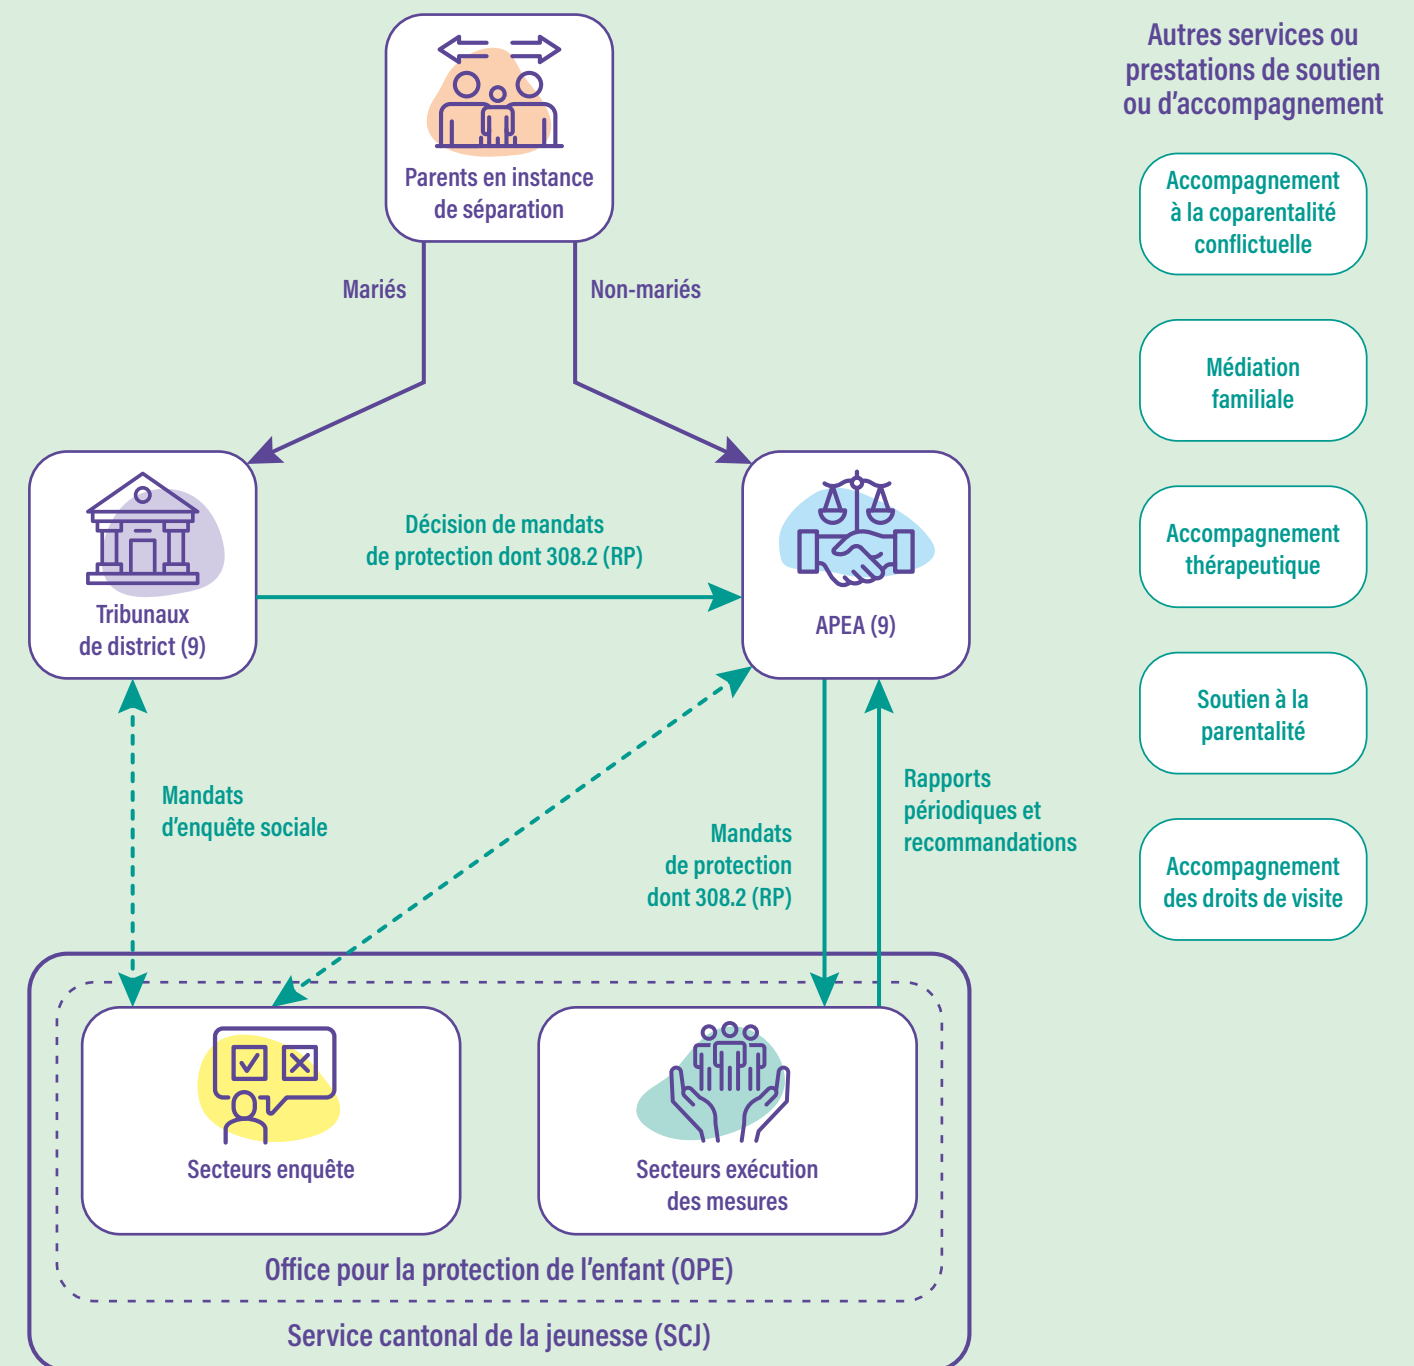 Parents en instance
de séparation
Mariés
Non-mariés
Tribunaux
de district (9)
Décision de mandats
de protection dont 308.2 (RP)
APEA (9)
Mandats
d’enquête sociale
Mandats
de protection
dont 308.2 (RP)
Rapports
périodiques et
recommandations
Secteurs enquête
Secteurs exécution
des mesures
Office pour la protection de l’enfant (OPE)
Service cantonal de la jeunesse (SCJ)
Autres services ou
prestations de soutien
ou d’accompagnement
Accompagnement
à la coparentalité
conflictuelle
Médiation
familiale
Accompagnement
thérapeutique
Soutien à la
parentalité
Accompagnement
des droits de visite